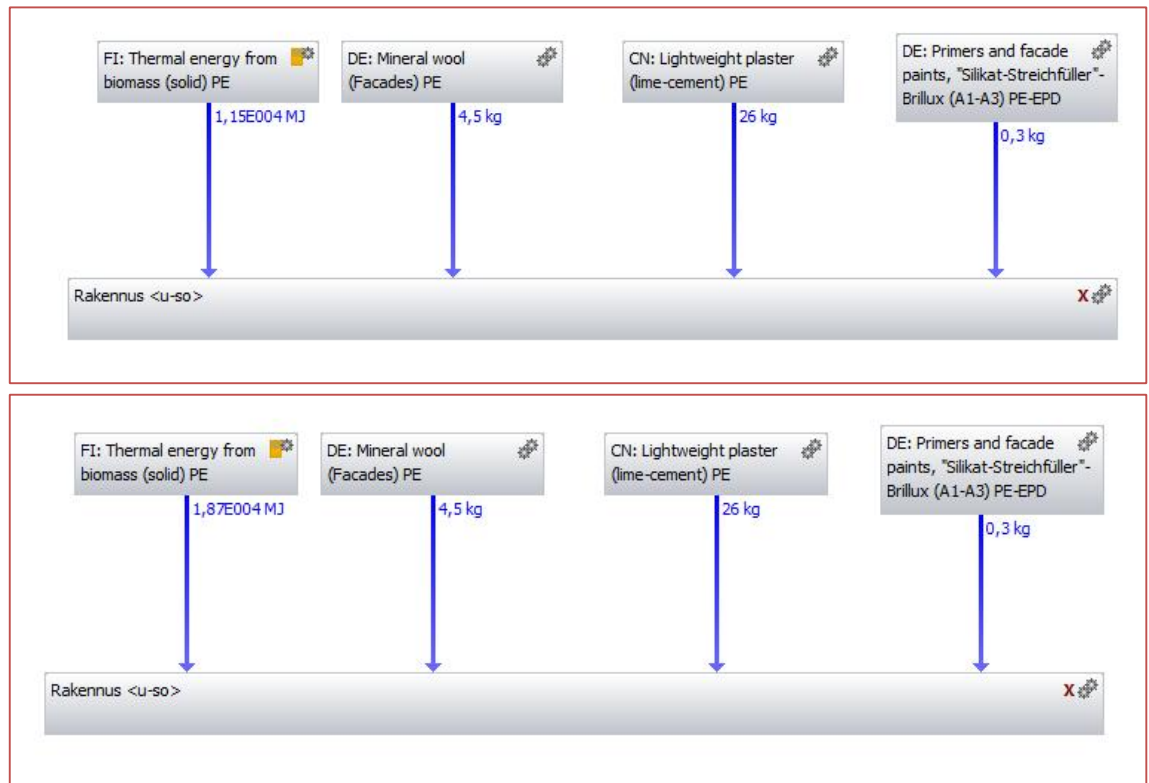 FI: Thermal energy from
biomass (solid) PE
DE: Mineral wool
(Facades) PE
CN: Lightweight plaster
(lime-cement) PE
DE: Primers and facade
paints, "Silikat-Streichfüller"-
Brillux (A1-A3) PE-EPD
1,15E004 MJ
4,5 kg
26 kg
0,3 kg
Rakennus <u-so>
X
FI: Thermal energy from
biomass (solid) PE
DE: Mineral wool
(Facades) PE
CN: Lightweight plaster
(lime-cement) PE
DE: Primers and facade
paints, "Silikat-Streichfüller"-
Brillux (A1-A3) PE-EPD
1,87E004 MJ
4,5 kg
26 kg
0,3 kg
Rakennus <u-so>
X